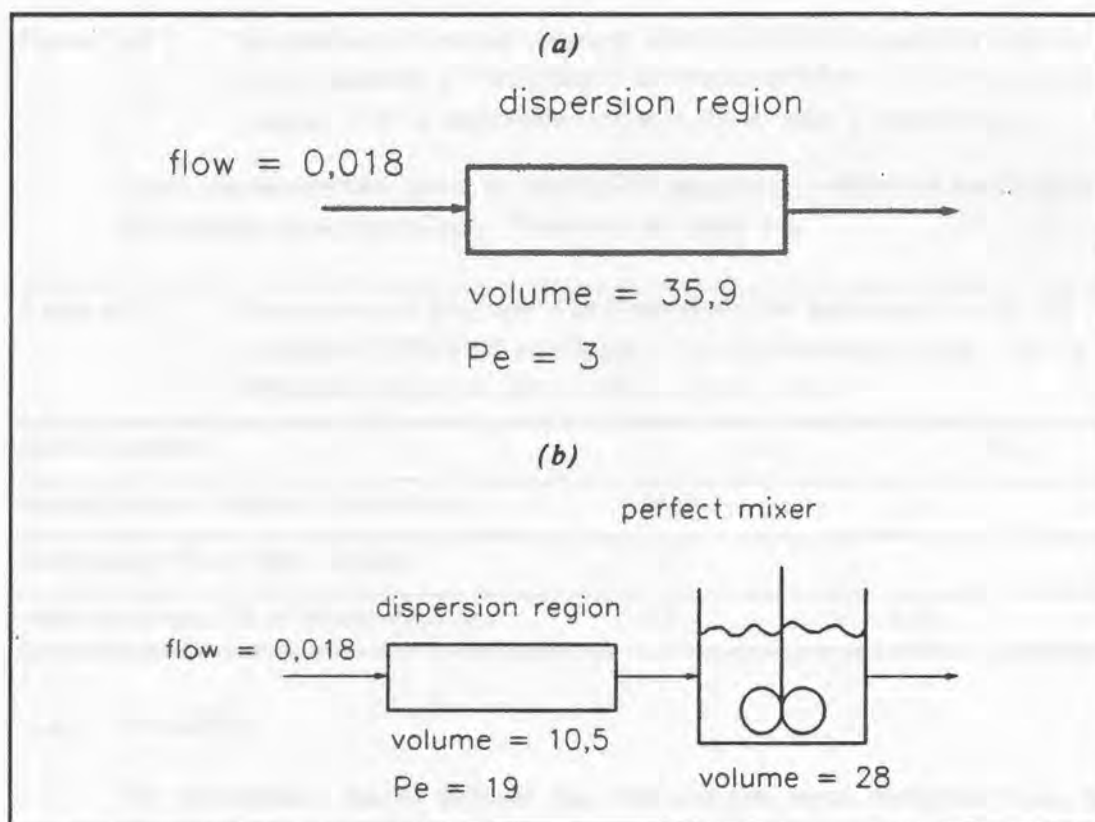 (a)
dispersion region
flow = 0,018
volume = 35,9
Pe = 3
(b)
perfect mixer
dispersion region
flow = 0,018
volume = 10,5
Pe = 19
volume = 28